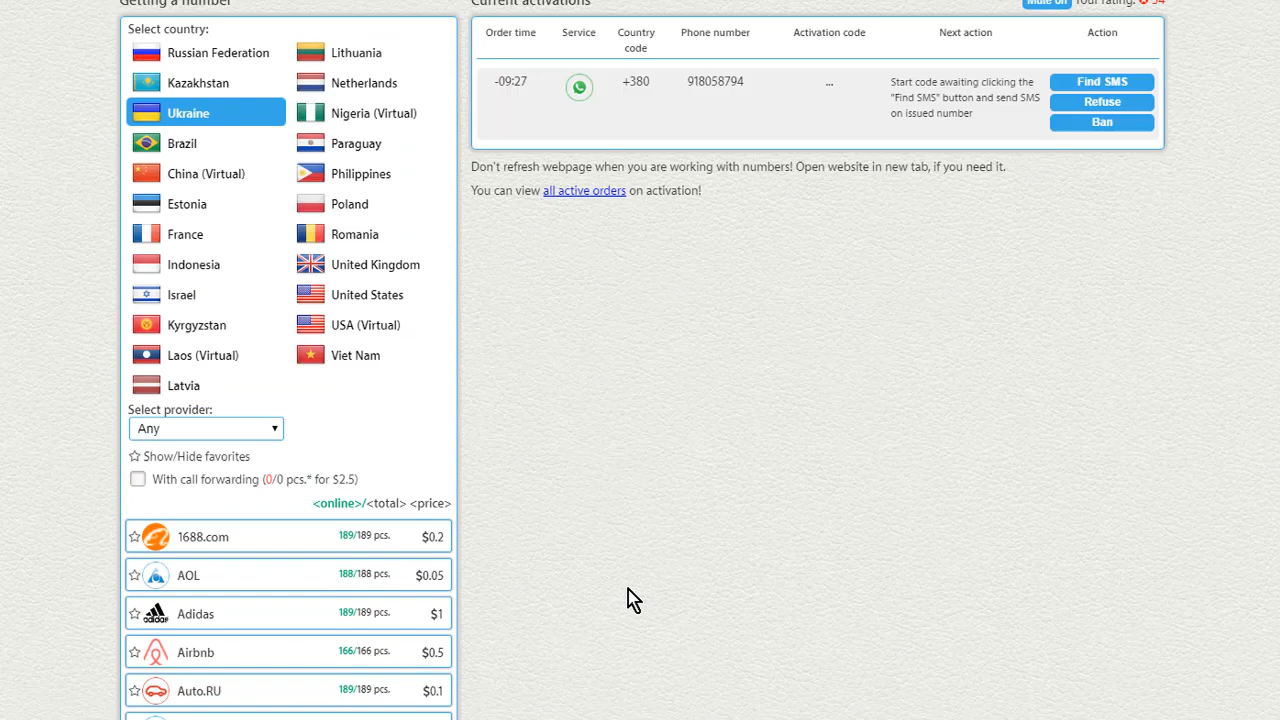 Getting a number
Select country:
Russian Federation
Kazakhstan
Ukraine
Brazil
China (Virtual)
Estonia
France
Indonesia
Israel
Kyrgyzstan
Laos (Virtual)
Latvia
Lithuania
Netherlands
Nigeria (Virtual)
Paraguay
Philippines
Poland
Romania
United Kingdom
United States
USA (Virtual)
Viet Nam
Select provider:
Any
Show/Hide favorites
With call forwarding (0/0 pcs.* for $2.5)
<online>/<total> <price>
1688.com 189/189 pcs. $0.2
AOL 188/188 pcs. $0.05
adidas Adidas 189/189 pcs. $1
Airbnb 166/166 pcs. $0.5
Auto.RU 189/189 pcs. $0.1
Current activations
Mute on Your rating: 54
Order time Service Country code Phone number Activation code Next action Action
-09:27 +380 918058794 ...
Start code awaiting clicking the
"Find SMS" button and send SMS
on issued number
Find SMS
Refuse
Ban
Don't refresh webpage when you are working with numbers! Open website in new tab, if you need it.
You can view all active orders on activation!